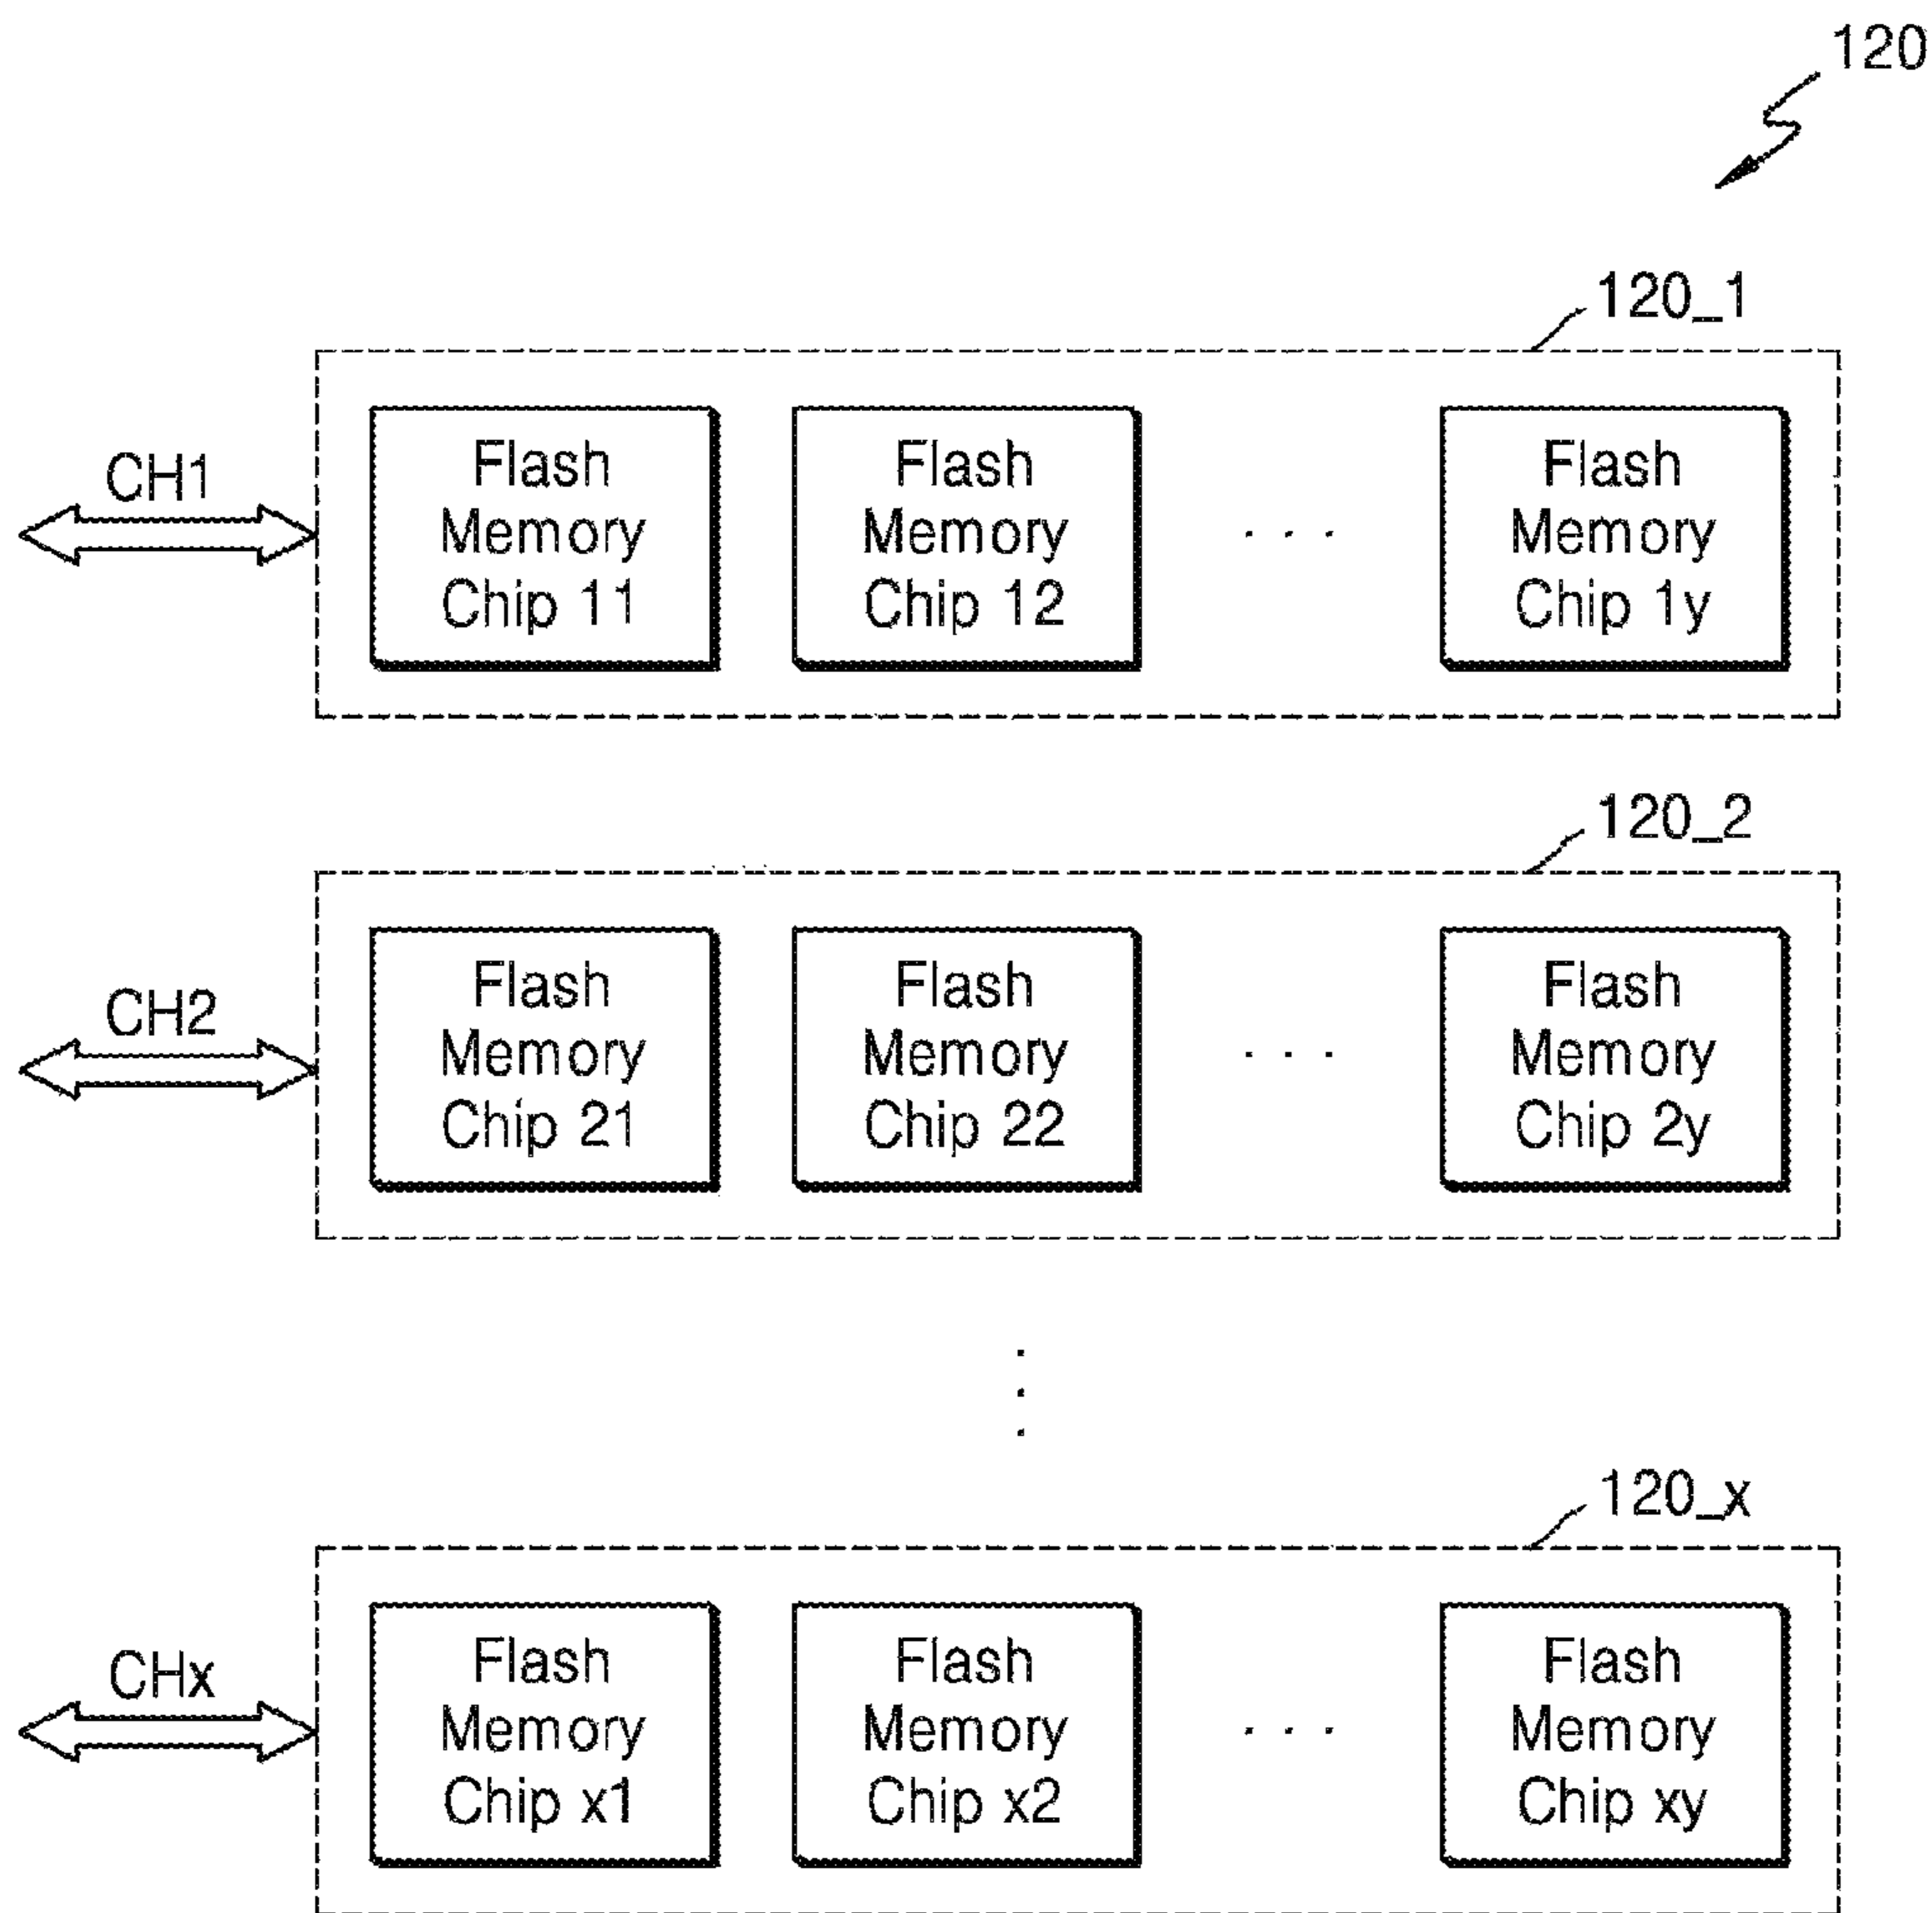 120
120_1
CH1
Flash Memory Chip 11
Flash Memory Chip 12
. . .
Flash Memory Chip 1y
120_2
CH2
Flash Memory Chip 21
Flash Memory Chip 22
. . .
Flash Memory Chip 2y
120_x
CHx
Flash Memory Chip x1
Flash Memory Chip x2
. . .
Flash Memory Chip xy